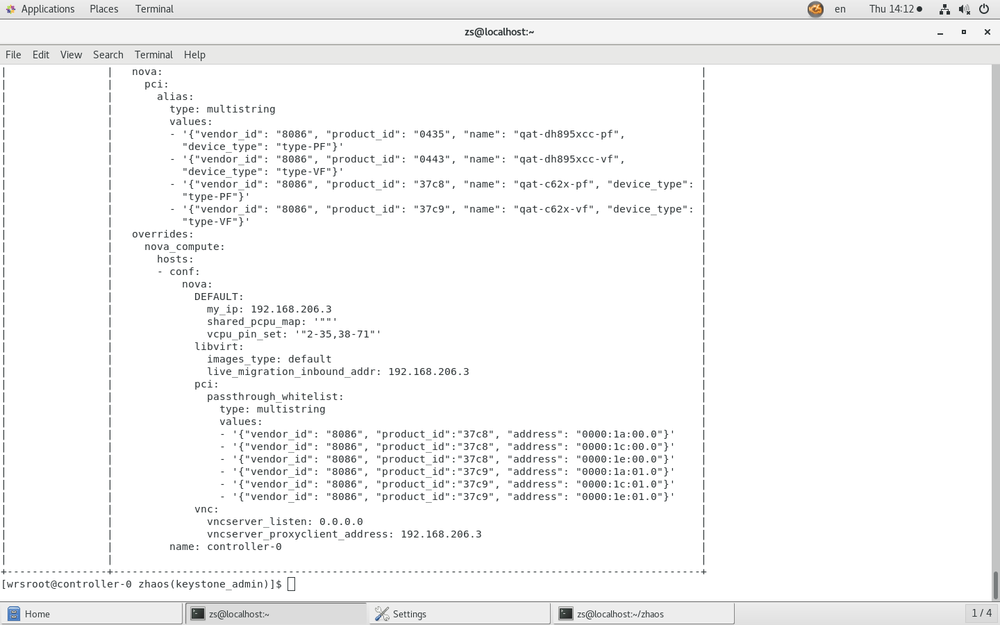 Applications Places Terminal en Thu 14:12
zs@localhost:~
File Edit View Search Terminal Help
|                |   nova:                                                                                      |
|                |     pci:                                                                                     |
|                |       alias:                                                                                 |
|                |         type: multistring                                                                    |
|                |         values:                                                                              |
|                |         - '{"vendor_id": "8086", "product_id": "0435", "name": "qat-dh895xcc-pf",            |
|                |           "device_type": "type-PF"}'                                                         |
|                |         - '{"vendor_id": "8086", "product_id": "0443", "name": "qat-dh895xcc-vf",            |
|                |           "device_type": "type-VF"}'                                                         |
|                |         - '{"vendor_id": "8086", "product_id": "37c8", "name": "qat-c62x-pf", "device_type": |
|                |           "type-PF"}'                                                                        |
|                |         - '{"vendor_id": "8086", "product_id": "37c9", "name": "qat-c62x-vf", "device_type": |
|                |           "type-VF"}'                                                                        |
|                |   overrides:                                                                                 |
|                |     nova_compute:                                                                            |
|                |       hosts:                                                                                 |
|                |       - conf:                                                                                |
|                |           nova:                                                                              |
|                |             DEFAULT:                                                                         |
|                |               my_ip: 192.168.206.3                                                           |
|                |               shared_pcpu_map: '""'                                                          |
|                |               vcpu_pin_set: '"2-35,38-71"'                                                   |
|                |             libvirt:                                                                         |
|                |               images_type: default                                                           |
|                |               live_migration_inbound_addr: 192.168.206.3                                     |
|                |             pci:                                                                             |
|                |               passthrough_whitelist:                                                         |
|                |                 type: multistring                                                            |
|                |                 values:                                                                      |
|                |                 - '{"vendor_id": "8086", "product_id":"37c8", "address": "0000:1a:00.0"}'    |
|                |                 - '{"vendor_id": "8086", "product_id":"37c8", "address": "0000:1c:00.0"}'    |
|                |                 - '{"vendor_id": "8086", "product_id":"37c8", "address": "0000:1e:00.0"}'    |
|                |                 - '{"vendor_id": "8086", "product_id":"37c9", "address": "0000:1a:01.0"}'    |
|                |                 - '{"vendor_id": "8086", "product_id":"37c9", "address": "0000:1c:01.0"}'    |
|                |                 - '{"vendor_id": "8086", "product_id":"37c9", "address": "0000:1e:01.0"}'    |
|                |             vnc:                                                                             |
|                |               vncserver_listen: 0.0.0.0                                                      |
|                |               vncserver_proxyclient_address: 192.168.206.3                                   |
|                |         name: controller-0                                                                   |
|                |                                                                                              |
+----------------+----------------------------------------------------------------------------------------------+
[wrsroot@controller-0 zhaos(keystone_admin)]$
Home zs@localhost:~ Settings zs@localhost:~/zhaos 1 / 4